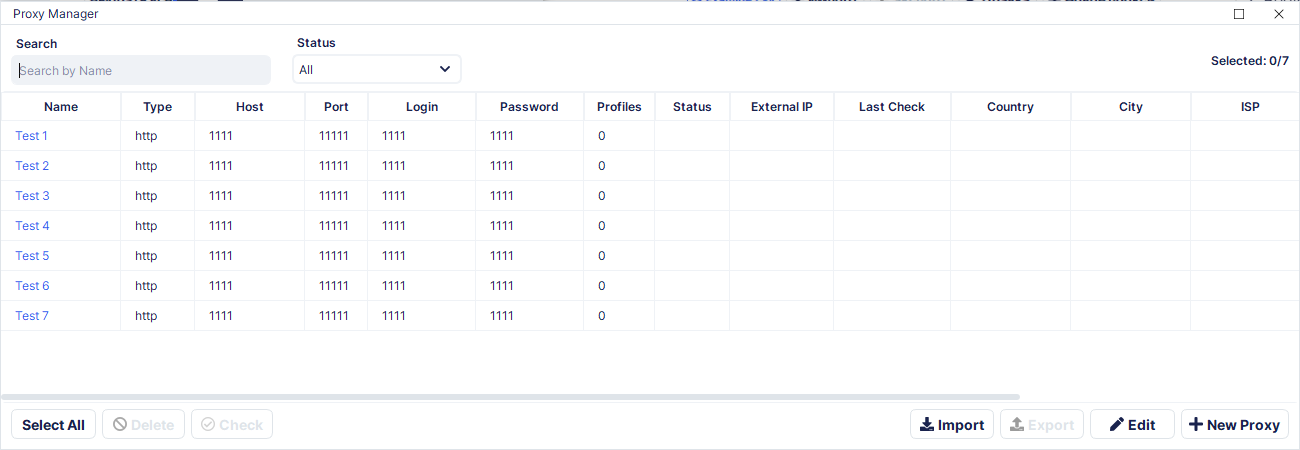 Proxy Manager
Search
Status
Search by Name
All
Selected: 0/7
Name Type Host Port Login Password Profiles Status External IP Last Check Country City ISP
Test 1 http 1111 11111 1111 1111 0
Test 2 http 1111 11111 1111 1111 0
Test 3 http 1111 11111 1111 1111 0
Test 4 http 1111 11111 1111 1111 0
Test 5 http 1111 11111 1111 1111 0
Test 6 http 1111 11111 1111 1111 0
Test 7 http 1111 11111 1111 1111 0
Select All Delete Check Import Export Edit New Proxy